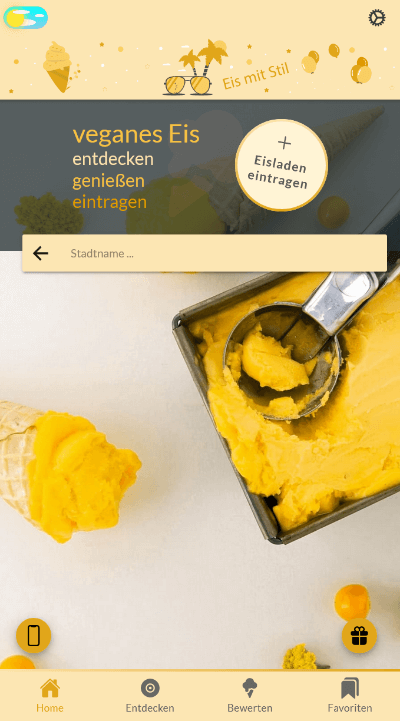 Eis mit Stil
veganes Eis
entdecken
genießen
eintragen
Eisladen
eintragen
Stadtname ...
Home
Entdecken
Bewerten
Favoriten